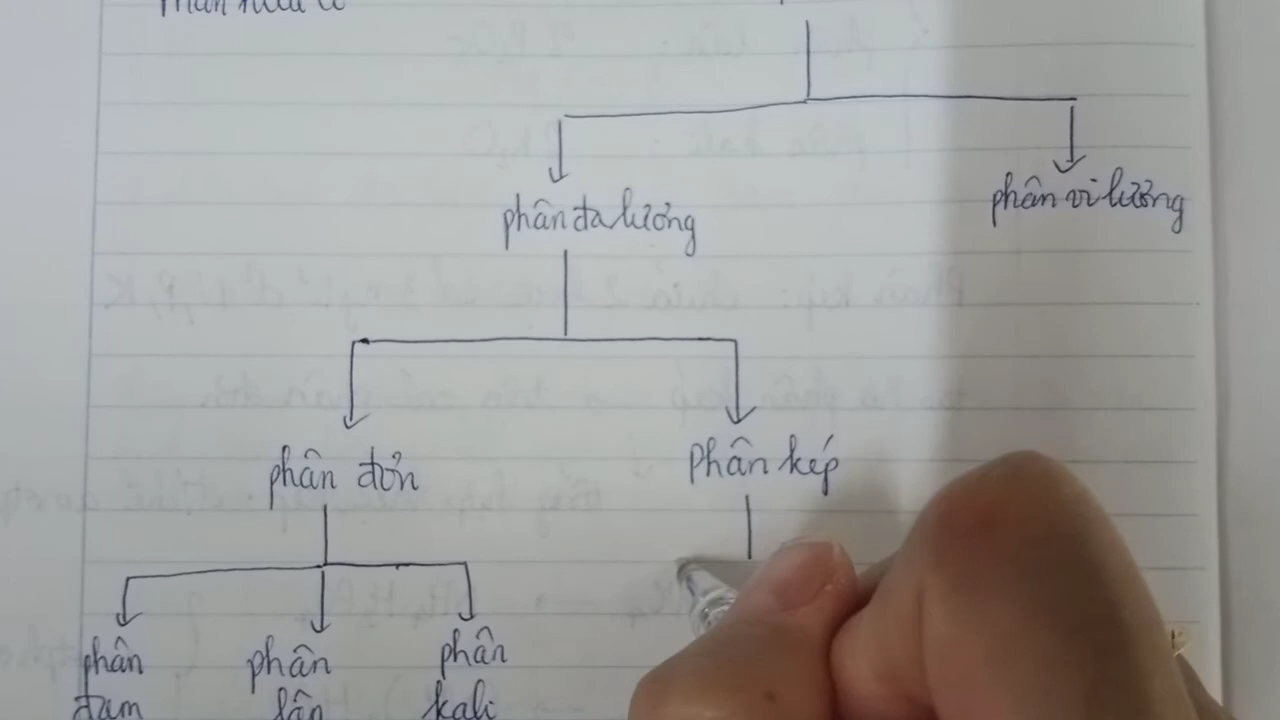 phân đa lượng
phân vi lượng
phân đơn
Phân kép
phân đạm
phân lân
phân kali